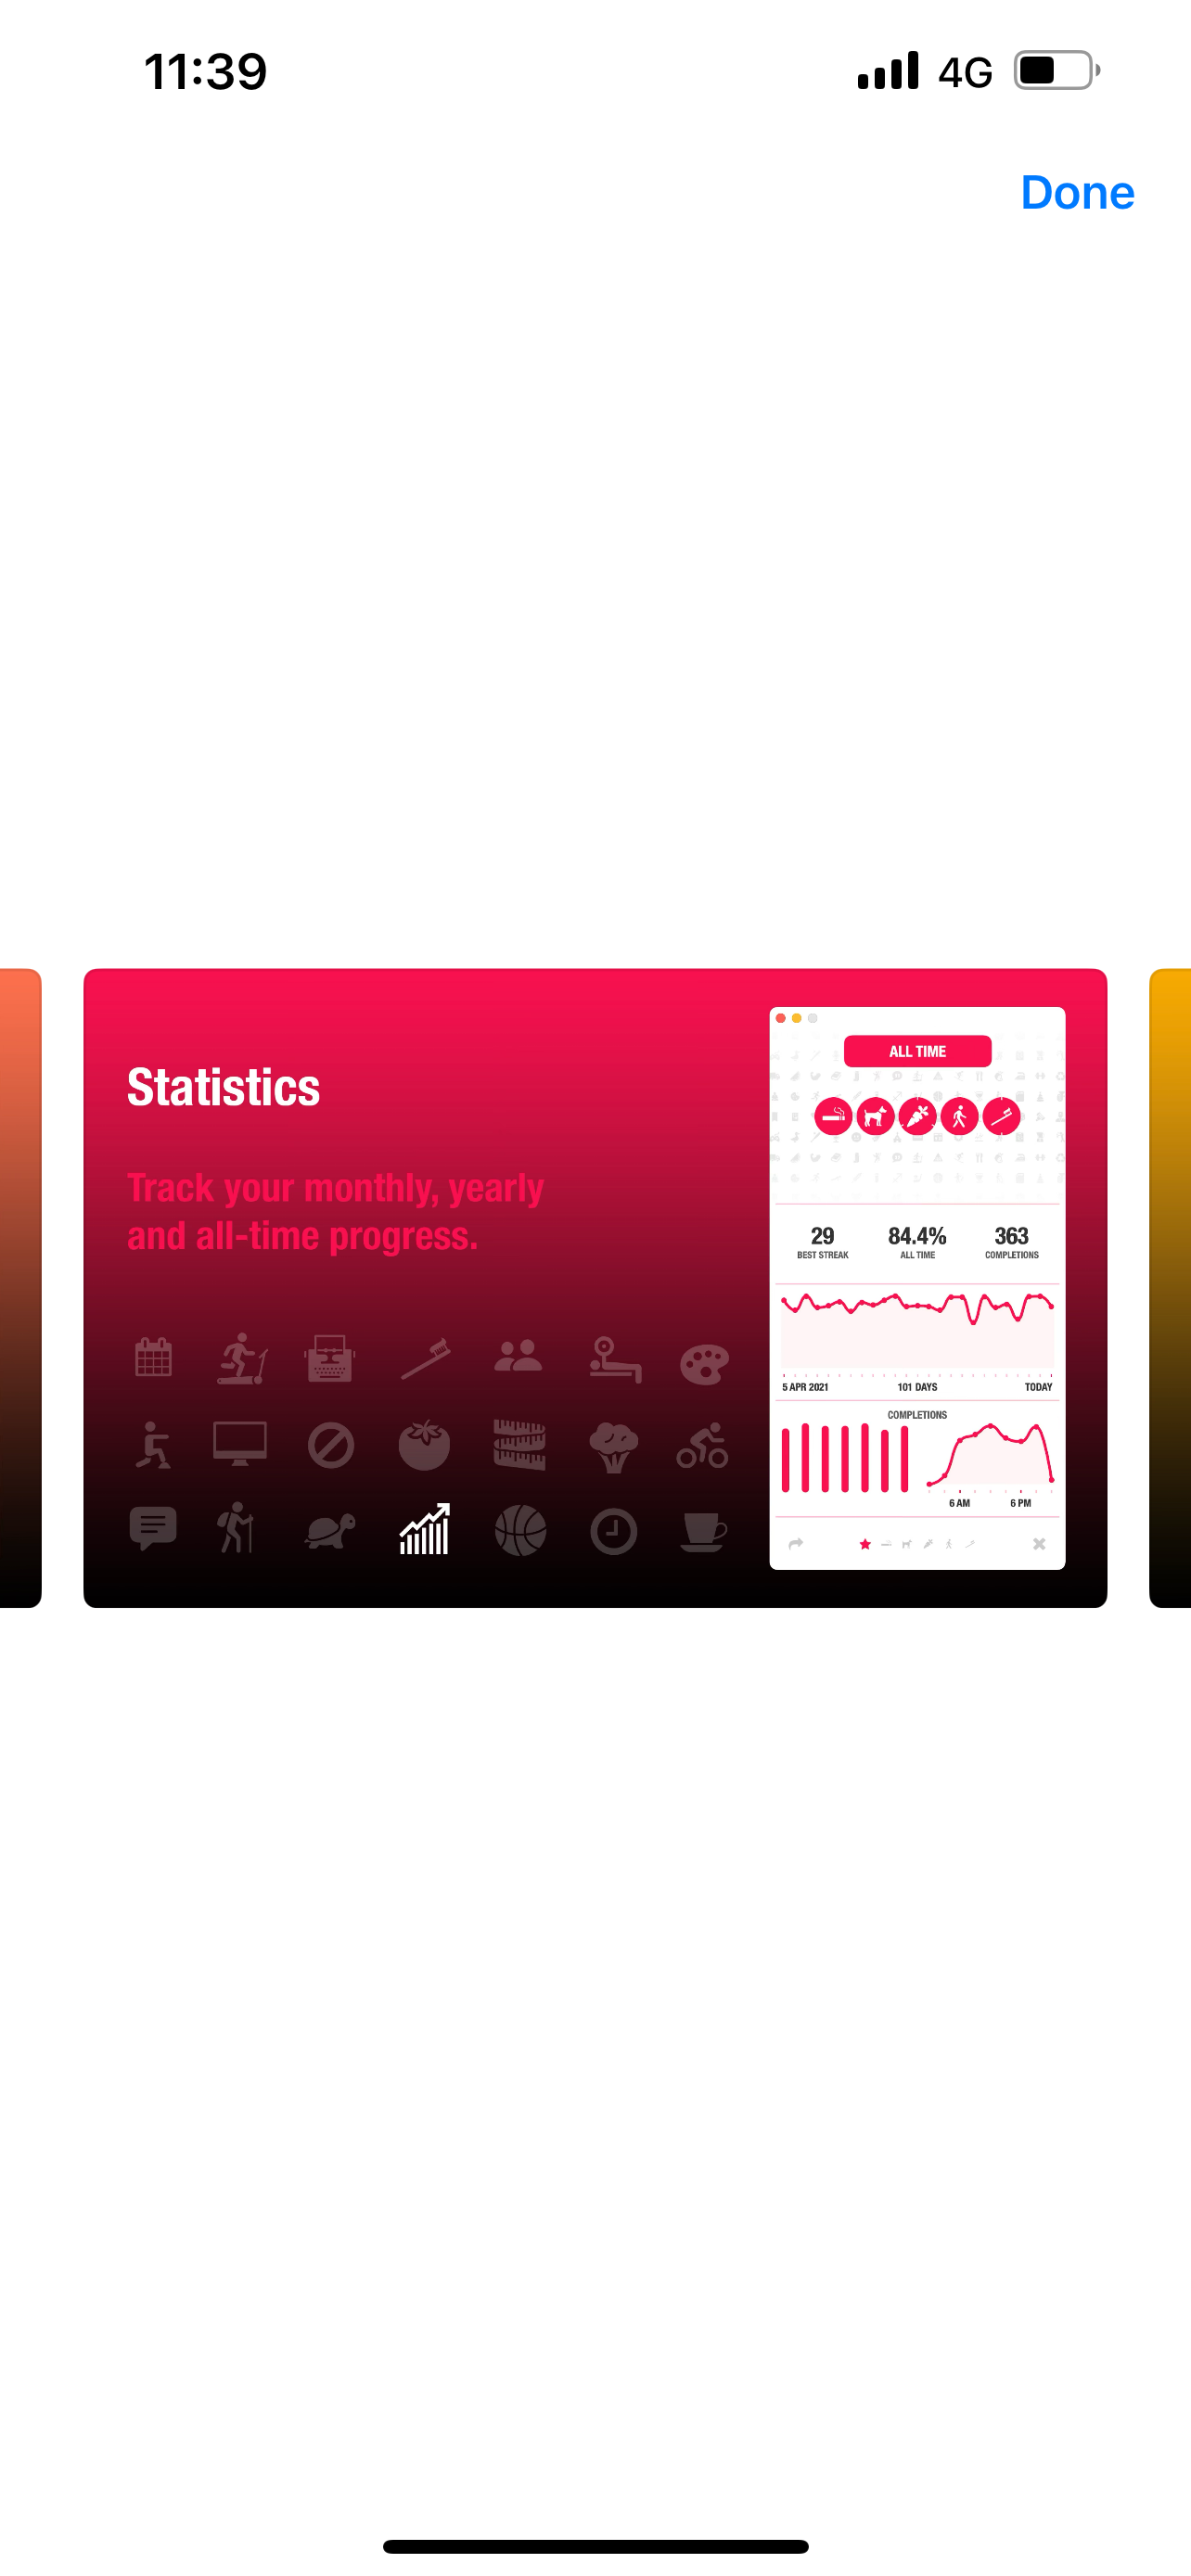 11:39
4G
Done
Statistics
Track your monthly, yearly
and all-time progress.
ALL TIME
29
84.4%
363
BEST STREAK
ALL TIME
COMPLETIONS
5 APR 2021
101 DAYS
TODAY
COMPLETIONS
6 AM
6 PM